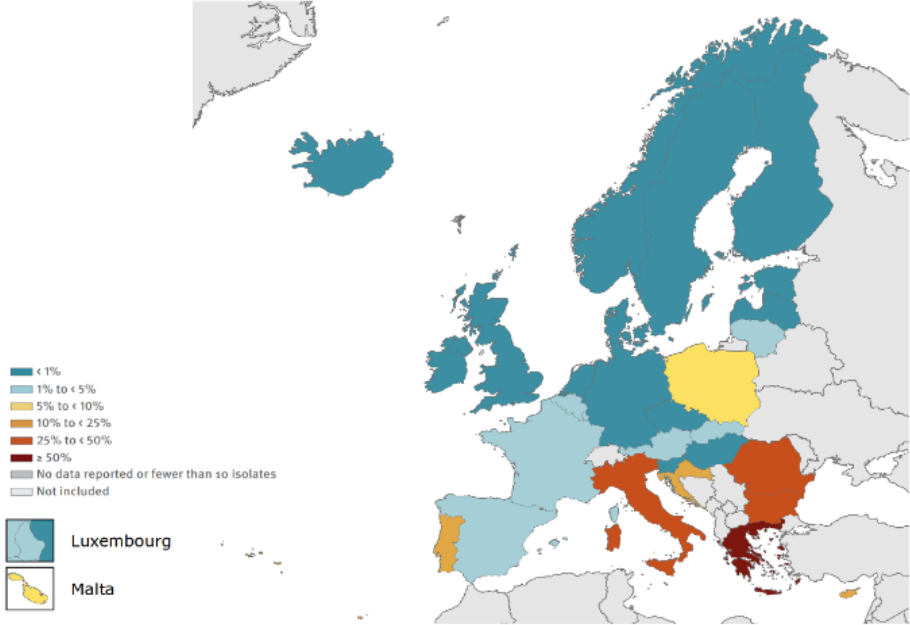 < 1%
1% to < 5%
5% to < 10%
10% to < 25%
25% to < 50%
≥ 50%
No data reported or fewer than 10 isolates
Not included
Luxembourg
Malta